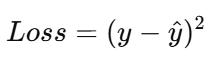 Loss = (y − ŷ)²